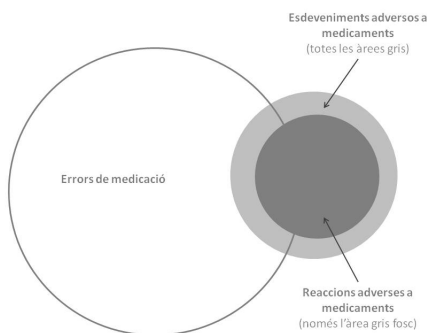 Esdeveniments adversos a
medicaments
(totes les àrees gris)
Errors de medicació
Reaccions adverses a
medicaments
(només l'àrea gris fosc)